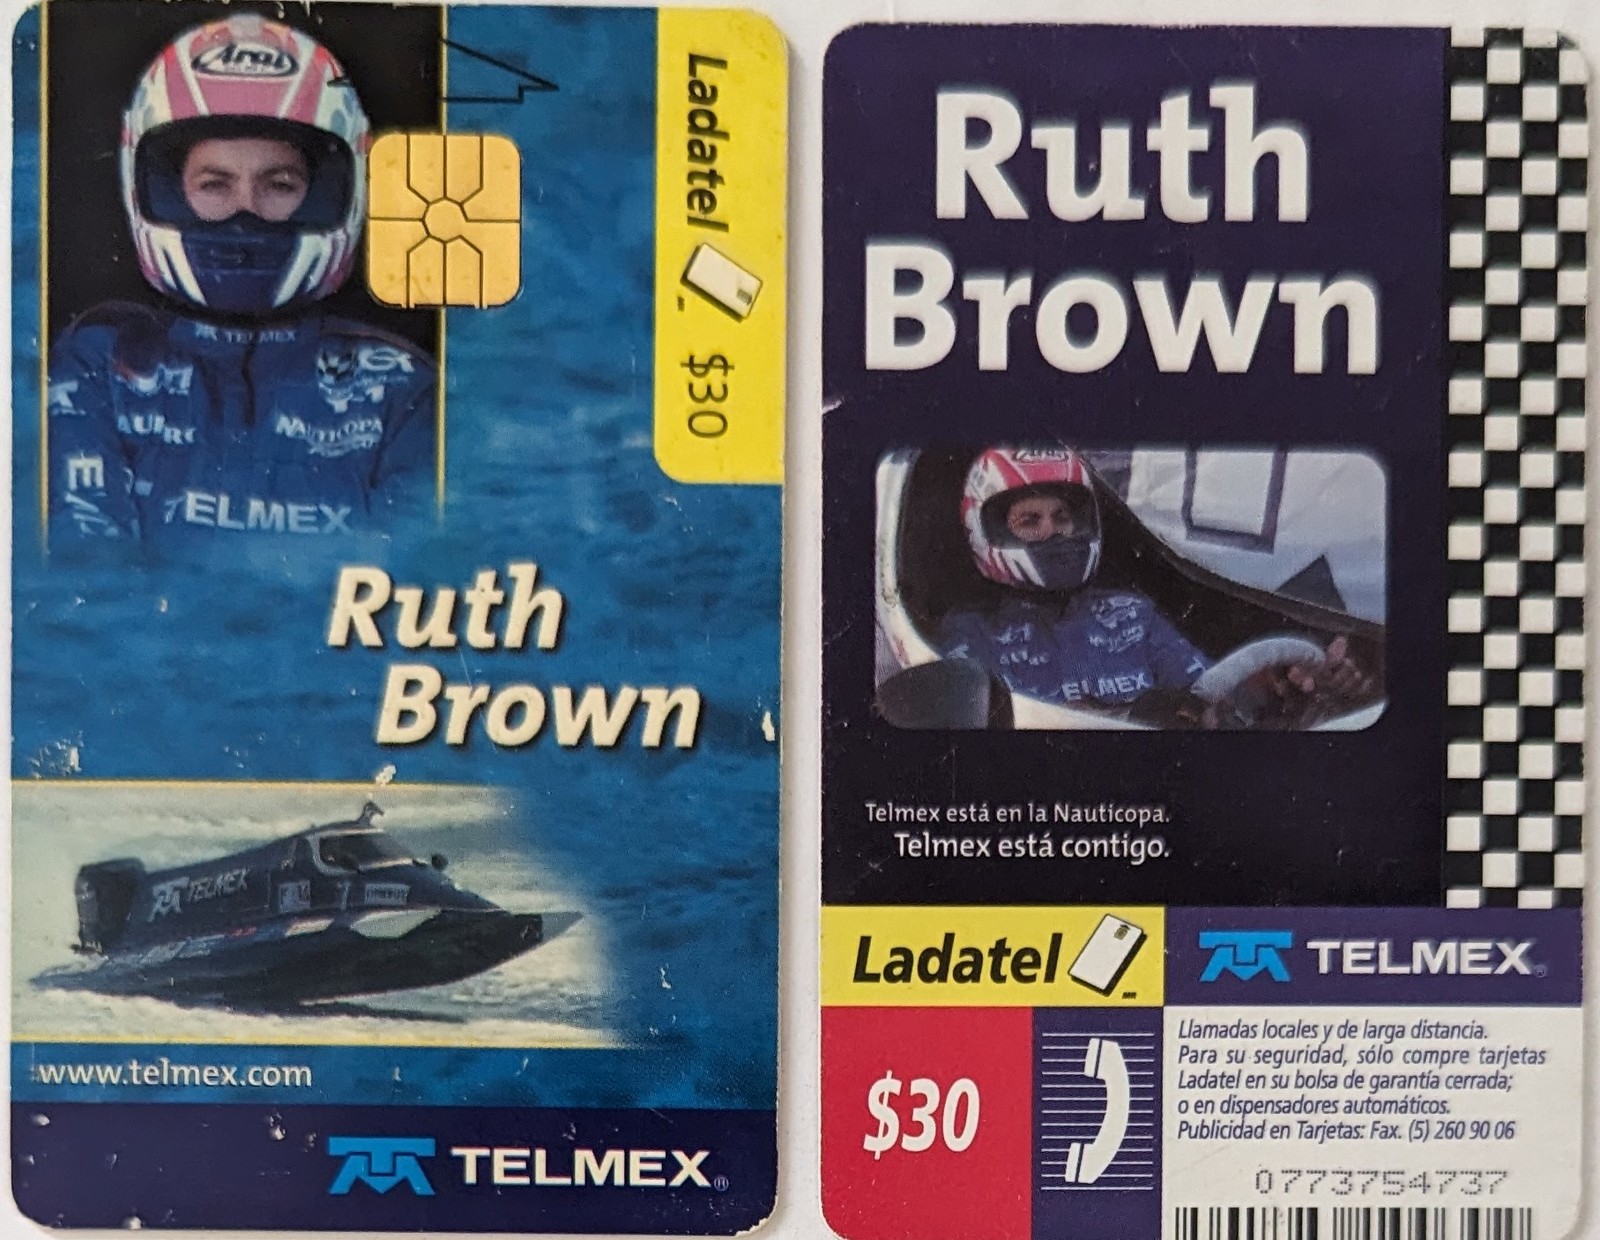 Arai
TELMEX
NAUTICOPA
TELMEX
Ladatel
$30
Ruth
Brown
TELMEX
www.telmex.com
TELMEX®
Ruth
Brown
Arai
TELMEX
Telmex está en la Nauticopa.
Telmex está contigo.
Ladatel
MR
TELMEX®
$30
Llamadas locales y de larga distancia.
Para su seguridad, sólo compre tarjetas
Ladatel en su bolsa de garantía cerrada;
o en dispensadores automáticos.
Publicidad en Tarjetas: Fax. (5) 260 90 06
0773754737